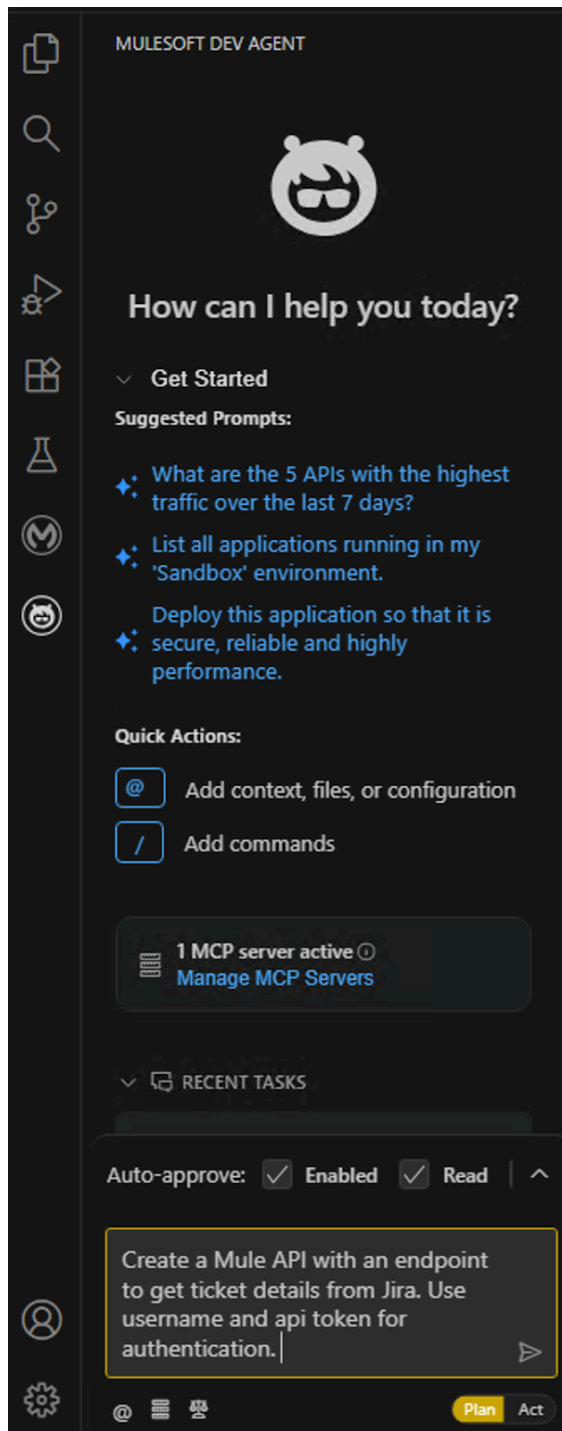 MULESOFT DEV AGENT
How can I help you today?
Get Started
Suggested Prompts:
What are the 5 APIs with the highest
traffic over the last 7 days?
List all applications running in my
'Sandbox' environment.
Deploy this application so that it is
secure, reliable and highly
performance.
Quick Actions:
@ Add context, files, or configuration
/ Add commands
1 MCP server active
Manage MCP Servers
RECENT TASKS
Auto-approve: Enabled Read
Create a Mule API with an endpoint
to get ticket details from Jira. Use
username and api token for
authentication.
@ Plan Act